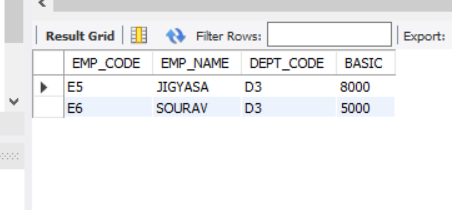 Result Grid Filter Rows: Export:
EMP_CODE EMP_NAME DEPT_CODE BASIC
E5 JIGYASA D3 8000
E6 SOURAV D3 5000